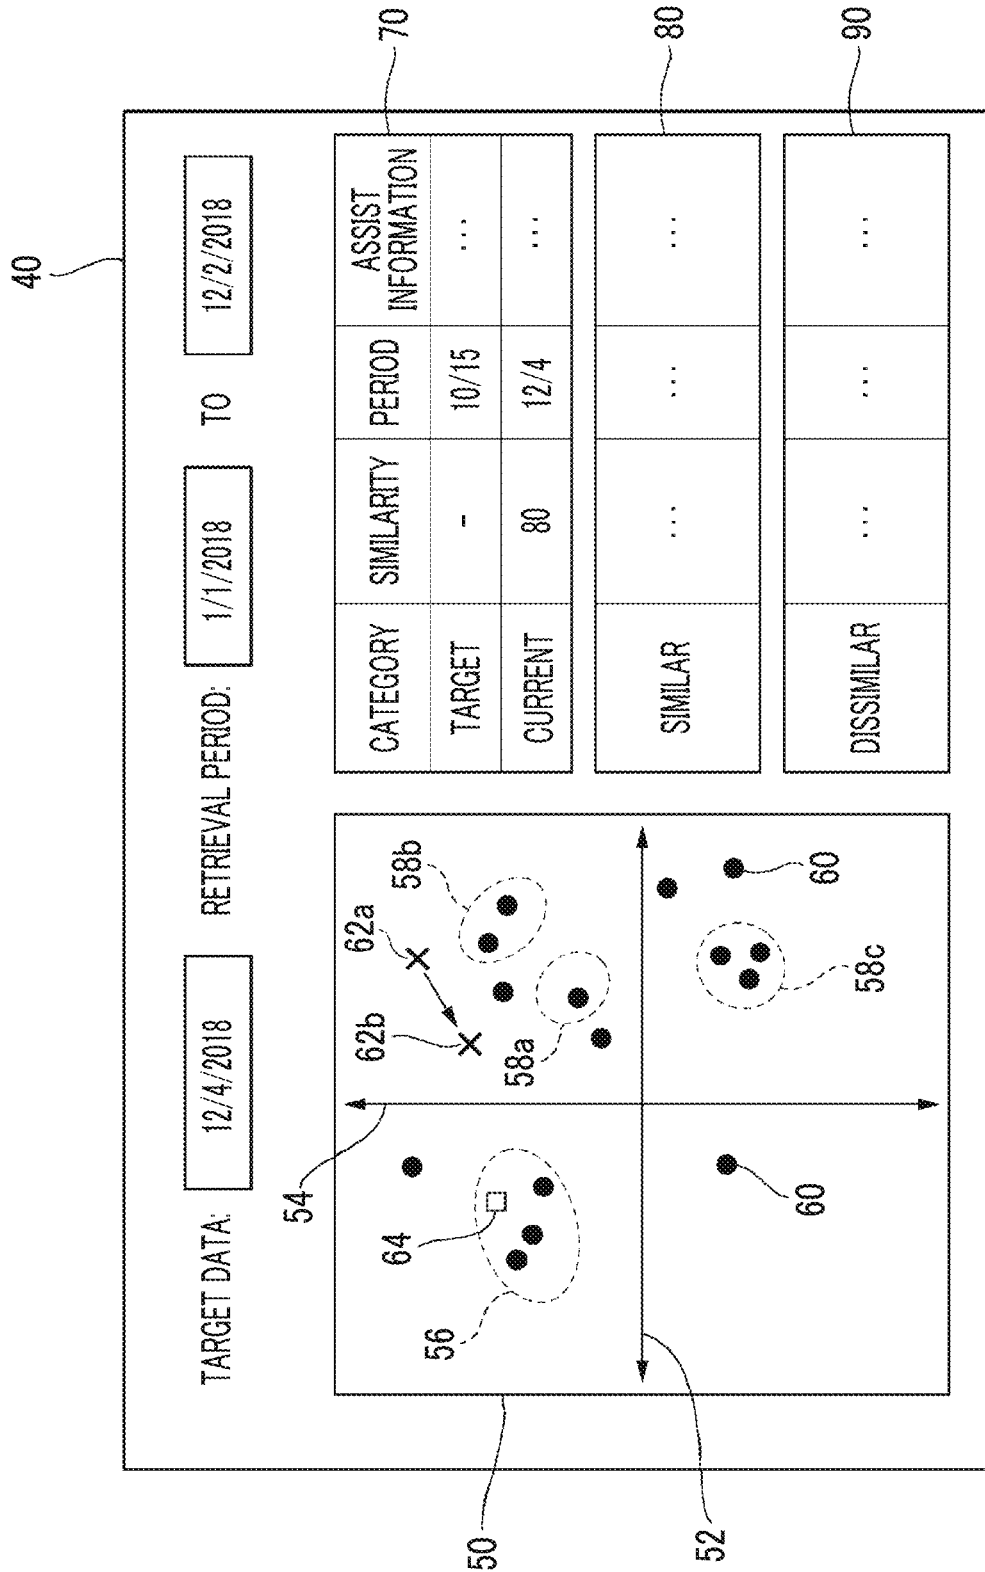 40
TARGET DATA: 12/4/2018 RETRIEVAL PERIOD: 1/1/2018 TO 12/2/2018
54
62a
58b
64
62b
56
58a
50
60
60
58c
52
CATEGORY SIMILARITY PERIOD ASSIST INFORMATION
TARGET - 10/15 ...
CURRENT 80 12/4 ...
70
SIMILAR ... ... ...
80
DISSIMILAR ... ... ...
90